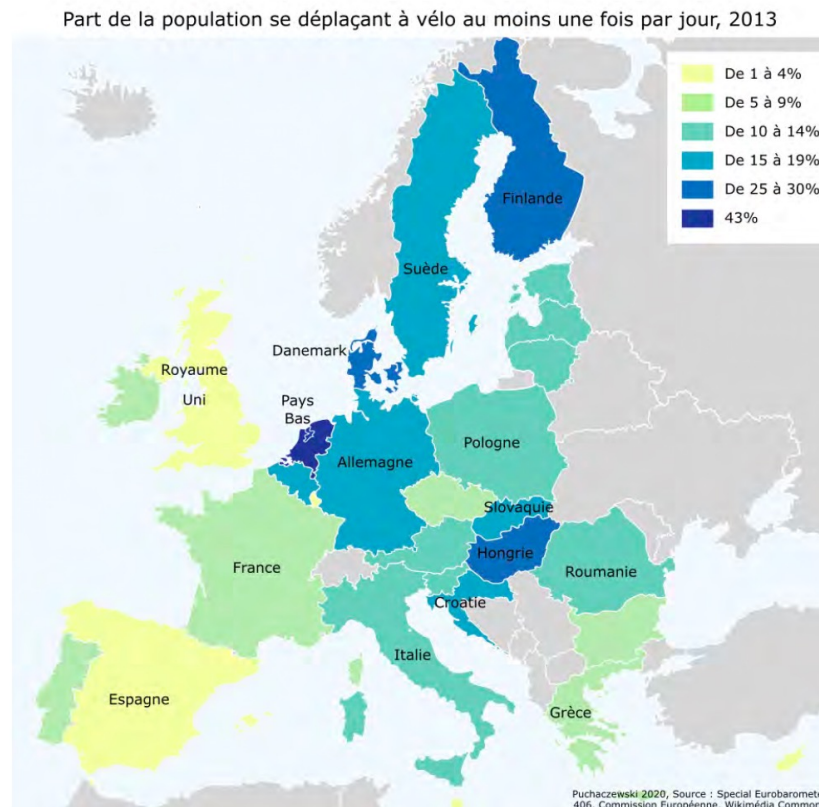 Part de la population se déplaçant à vélo au moins une fois par jour, 2013
De 1 à 4%
De 5 à 9%
De 10 à 14%
De 15 à 19%
De 25 à 30%
43%
Finlande
Suède
Danemark
Royaume
Uni
Pays
Bas
Allemagne
Pologne
Slovaquie
France
Hongrie
Roumanie
Croatie
Italie
Espagne
Grèce
Puchaczewski 2020, Source : Special Eurobaromete
406, Commission Européenne, Wikimédia Common